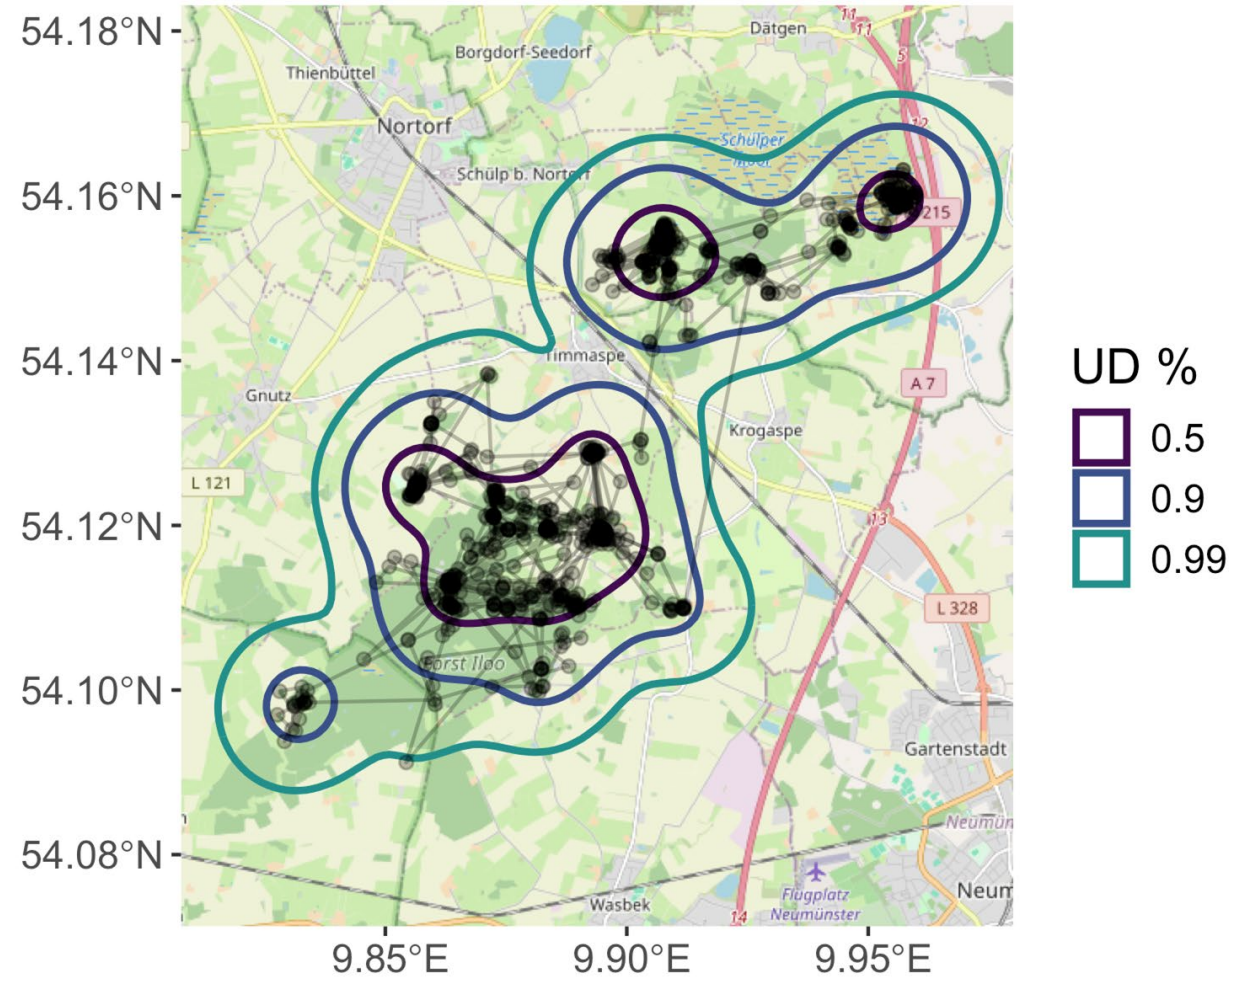 54.18°N
54.16°N
54.14°N
54.12°N
54.10°N
54.08°N
9.85°E
9.90°E
9.95°E
UD %
0.5
0.9
0.99
11
11
5
12
Dätgen
Borgdorf-Seedorf
Thienbüttel
Nortorf
Schülper
Moor
Schülp b. Nortorf
215
Timmaspe
A 7
Gnutz
Krogaspe
L 121
13
L 328
Forst Iloo
Gartenstadt
Neumün
Neum
Flugplatz
Neumünster
Wasbek
14